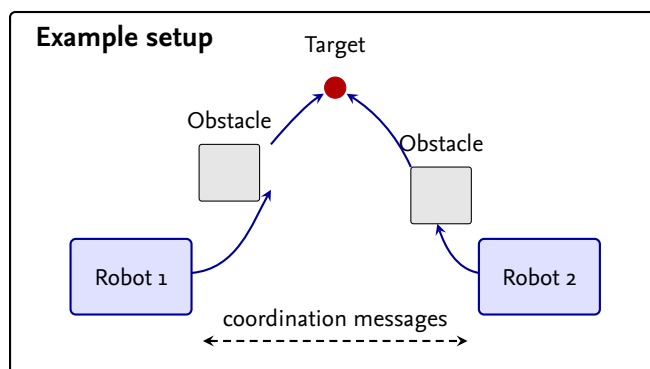 Example setup
Target
Obstacle
Obstacle
Robot 1
Robot 2
coordination messages